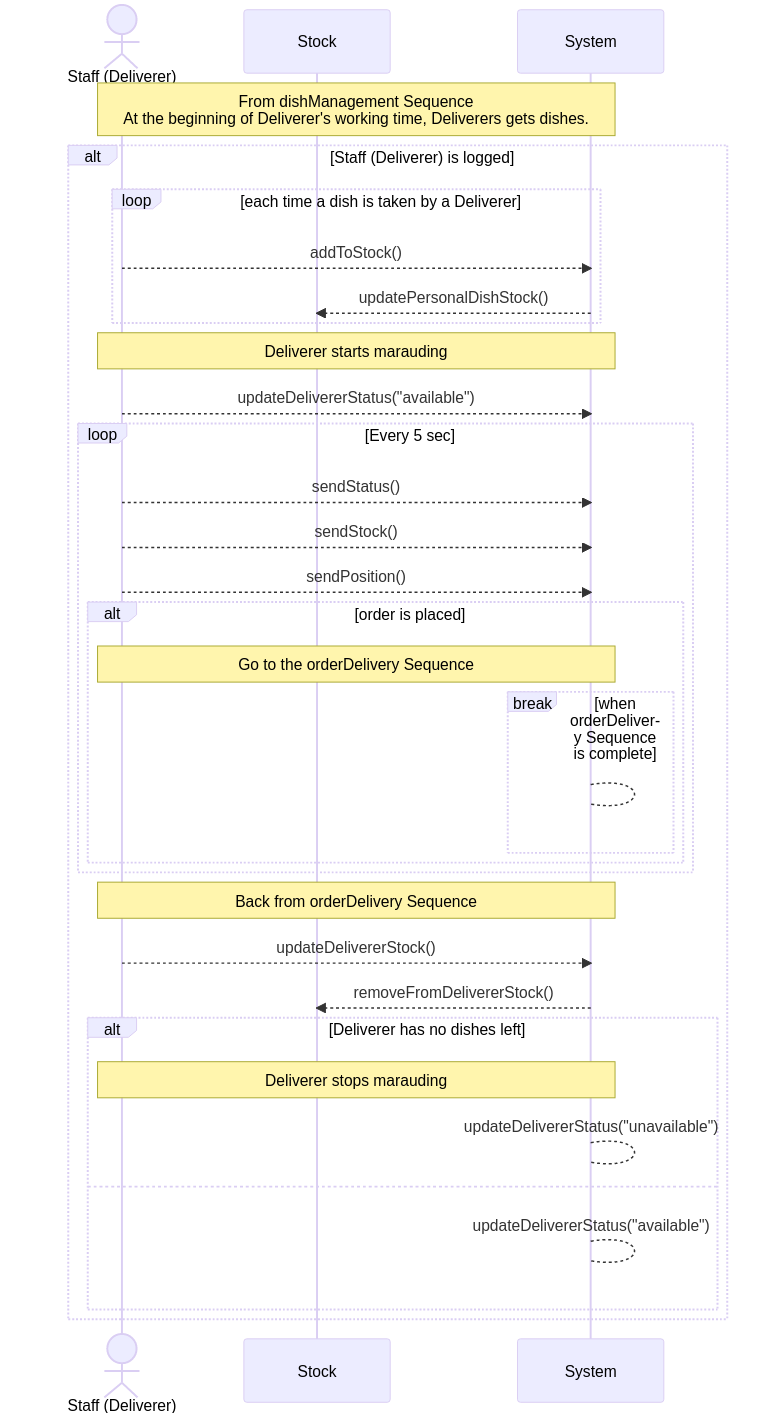 Stock
System
Staff (Deliverer)
From dishManagement Sequence
At the beginning of Deliverer's working time, Deliverers gets dishes.
alt
[Staff (Deliverer) is logged]
loop
[each time a dish is taken by a Deliverer]
addToStock()
updatePersonalDishStock()
Deliverer starts marauding
updateDelivererStatus("available")
loop
[Every 5 sec]
sendStatus()
sendStock()
sendPosition()
alt
[order is placed]
Go to the orderDelivery Sequence
break
[when
orderDeliver-
y Sequence
is complete]
Back from orderDelivery Sequence
updateDelivererStock()
removeFromDelivererStock()
alt
[Deliverer has no dishes left]
Deliverer stops marauding
updateDelivererStatus("unavailable")
updateDelivererStatus("available")
Stock
System
Staff (Deliverer)